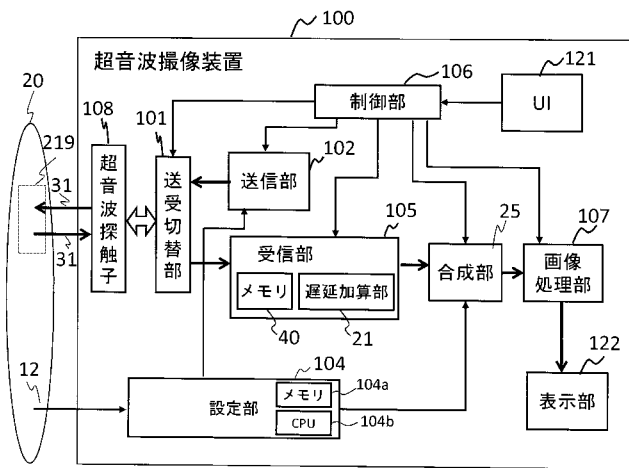 100
超音波撮像装置
20
219
31
31
12
108
超音波探触子
101
送受切替部
106
制御部
121
UI
102
送信部
105
受信部
メモリ
遅延加算部
40
21
25
合成部
107
画像
処理部
122
表示部
104
設定部
メモリ
104a
CPU
104b